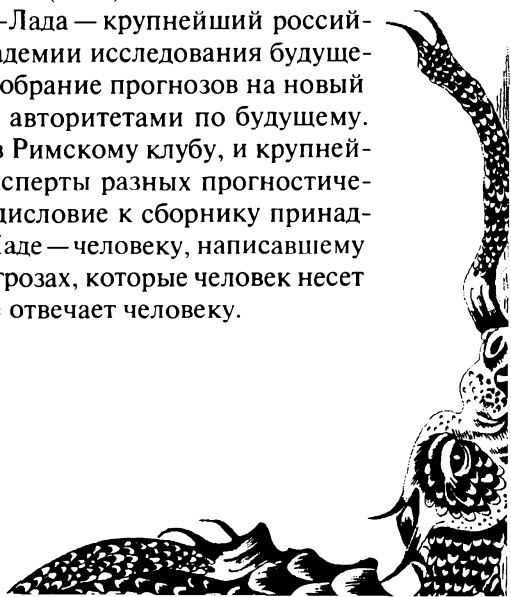 -Лада — крупнейший россий-
адемии исследования будуще-
обрание прогнозов на новый
авторитетами по будущему.
в Римскому клубу, и крупней-
сперты разных прогностиче-
дисловие к сборнику принад-
Ладе — человеку, написавшему
грозах, которые человек несет
отвечает человеку.